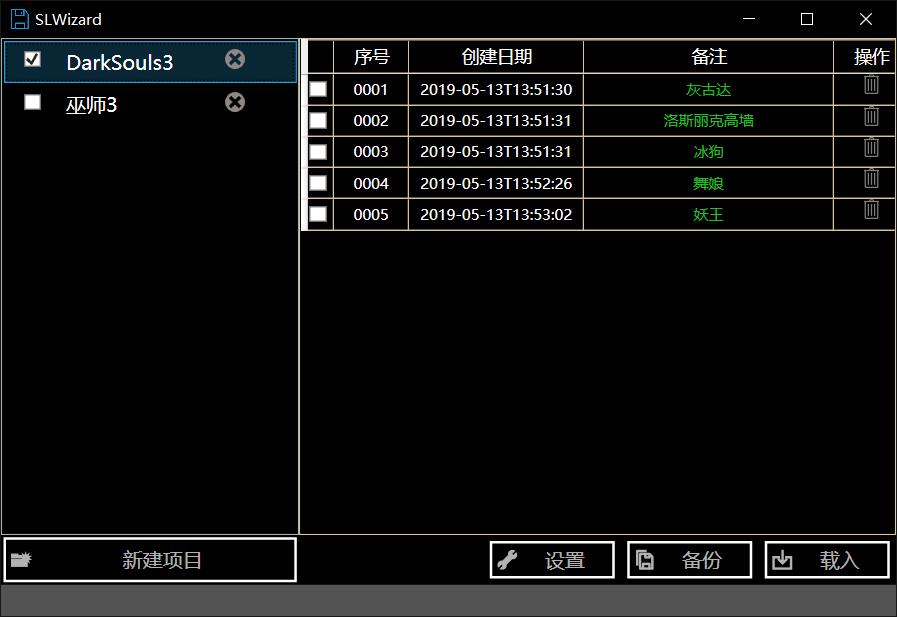 SLWizard
DarkSouls3
巫师3
序号 创建日期 备注 操作
0001 2019-05-13T13:51:30 灰古达
0002 2019-05-13T13:51:31 洛斯丽克高墙
0003 2019-05-13T13:51:31 冰狗
0004 2019-05-13T13:52:26 舞娘
0005 2019-05-13T13:53:02 妖王
新建项目 设置 备份 载入